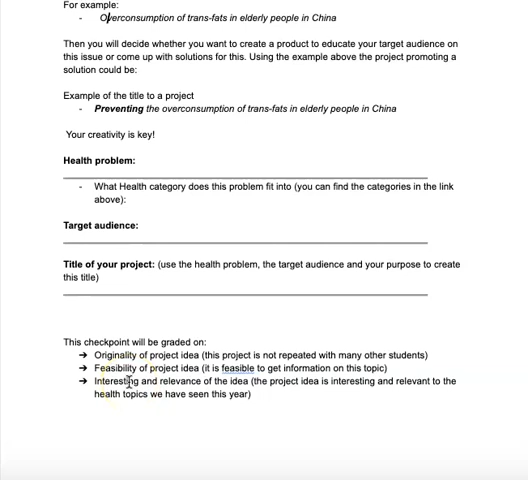 For example:
- Overconsumption of trans-fats in elderly people in China
Then you will decide whether you want to create a product to educate your target audience on
this issue or come up with solutions for this. Using the example above the project promoting a
solution could be:
Example of the title to a project
- Preventing the overconsumption of trans-fats in elderly people in China
Your creativity is key!
Health problem:
- What Health category does this problem fit into (you can find the categories in the link
above):
Target audience:
Title of your project: (use the health problem, the target audience and your purpose to create
this title)
This checkpoint will be graded on:
➔ Originality of project idea (this project is not repeated with many other students)
➔ Feasibility of project idea (it is feasible to get information on this topic)
➔ Interesting and relevance of the idea (the project idea is interesting and relevant to the
health topics we have seen this year)